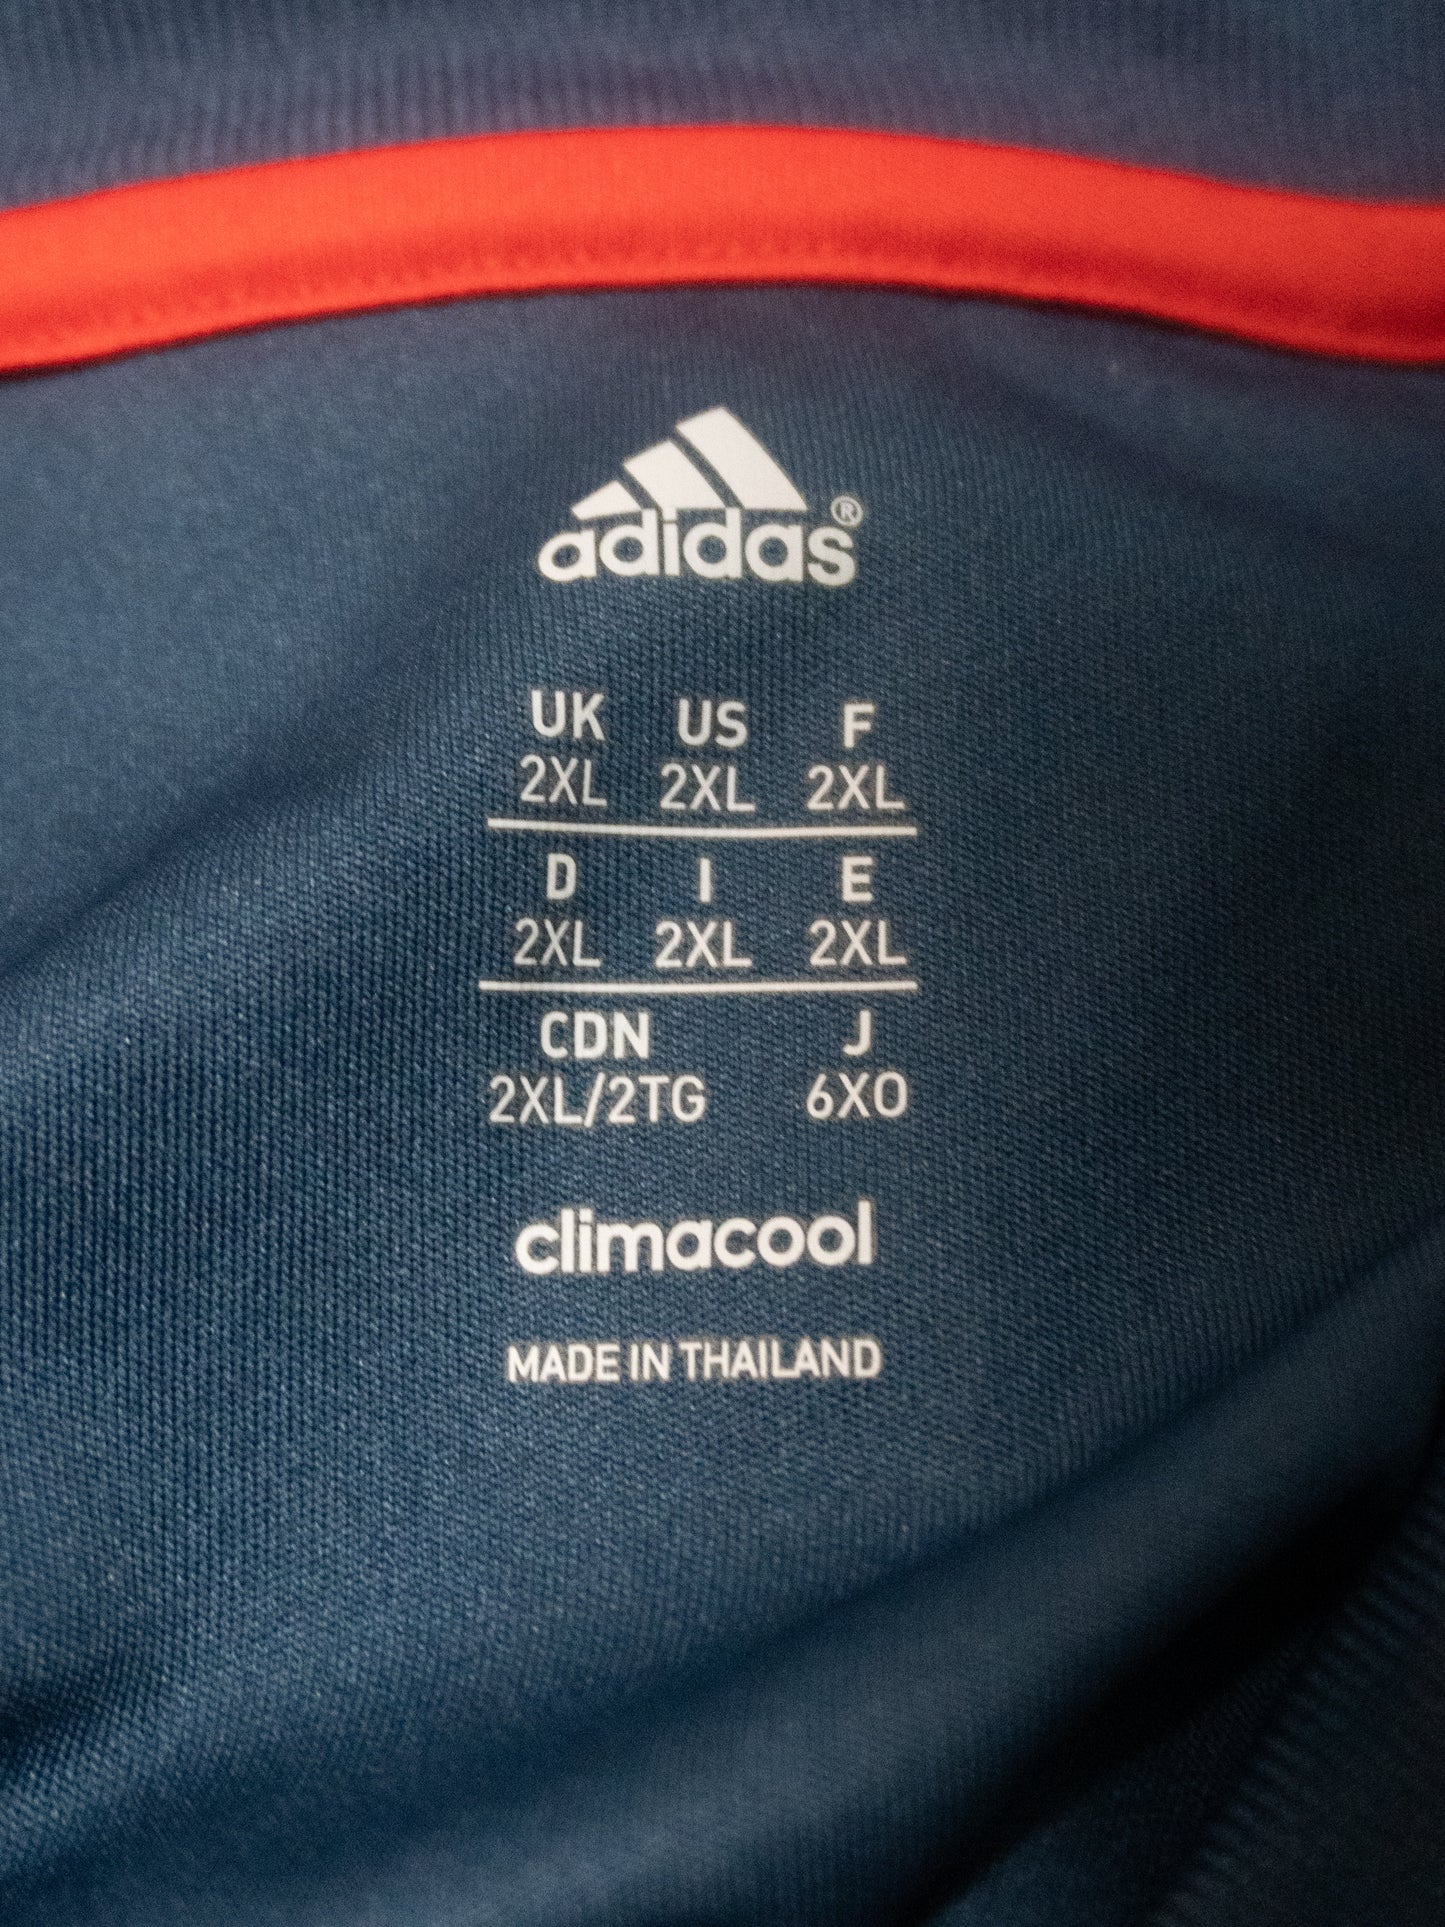 adidas®
UK US F
2XL 2XL 2XL
D I E
2XL 2XL 2XL
CDN J
2XL/2TG 6XO
climacool
MADE IN THAILAND